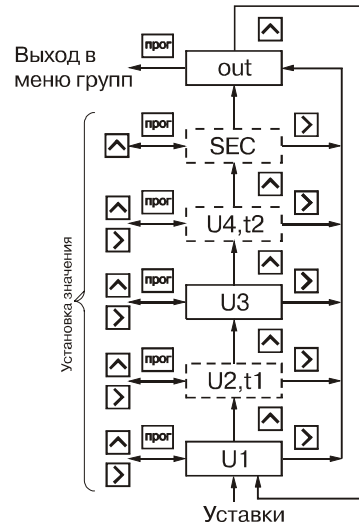 прог
Выход в
меню групп
out
прог
SEC
прог
U4,t2
прог
U3
прог
U2,t1
прог
U1
Установка значения
Уставки